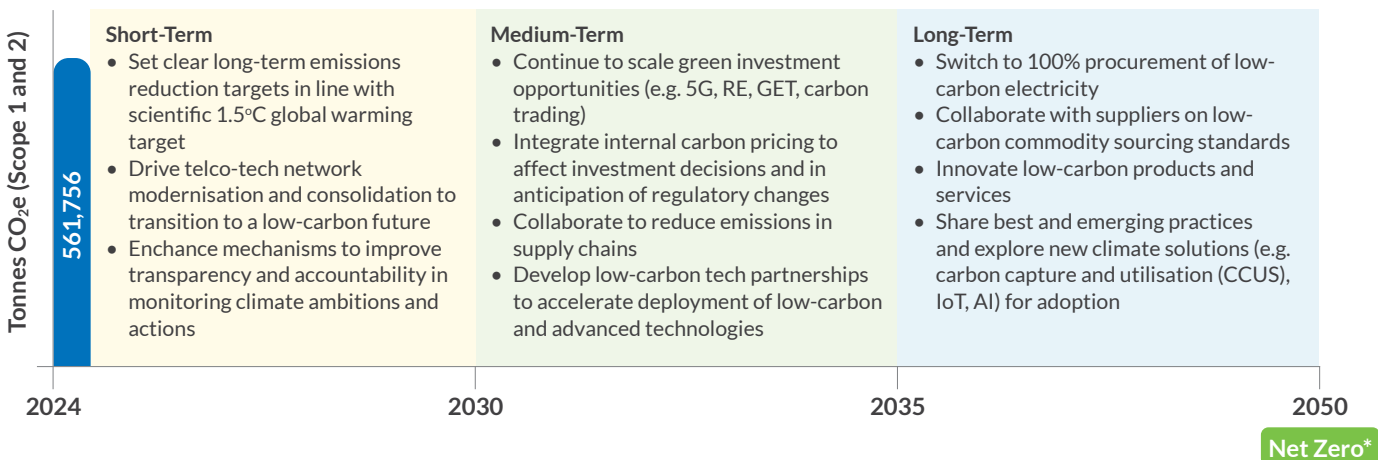 Tonnes CO₂e (Scope 1 and 2)
561,756
Short-Term
• Set clear long-term emissions
reduction targets in line with
scientific 1.5°C global warming
target
• Drive telco-tech network
modernisation and consolidation to
transition to a low-carbon future
• Enchance mechanisms to improve
transparency and accountability in
monitoring climate ambitions and
actions
Medium-Term
• Continue to scale green investment
opportunities (e.g. 5G, RE, GET, carbon
trading)
• Integrate internal carbon pricing to
affect investment decisions and in
anticipation of regulatory changes
• Collaborate to reduce emissions in
supply chains
• Develop low-carbon tech partnerships
to accelerate deployment of low-carbon
and advanced technologies
Long-Term
• Switch to 100% procurement of low-
carbon electricity
• Collaborate with suppliers on low-
carbon commodity sourcing standards
• Innovate low-carbon products and
services
• Share best and emerging practices
and explore new climate solutions (e.g.
carbon capture and utilisation (CCUS),
IoT, AI) for adoption
2024
2030
2035
2050
Net Zero*